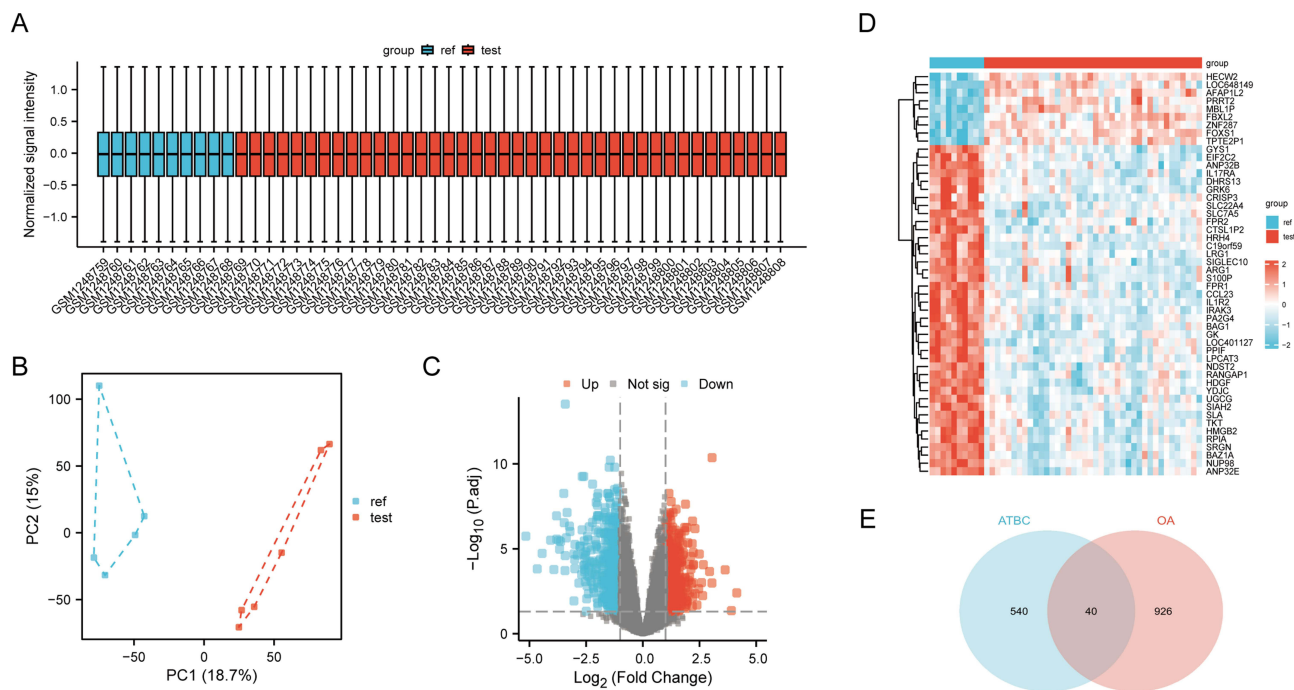 A
group ref test
Normalized signal intensity
1.0
0.5
0.0
−0.5
−1.0
GSM1248759
GSM1248760
GSM1248761
GSM1248762
GSM1248763
GSM1248764
GSM1248765
GSM1248766
GSM1248767
GSM1248768
GSM1248769
GSM1248770
GSM1248771
GSM1248772
GSM1248773
GSM1248774
GSM1248775
GSM1248776
GSM1248777
GSM1248778
GSM1248779
GSM1248780
GSM1248781
GSM1248782
GSM1248783
GSM1248784
GSM1248785
GSM1248786
GSM1248787
GSM1248788
GSM1248789
GSM1248790
GSM1248791
GSM1248792
GSM1248793
GSM1248794
GSM1248795
GSM1248796
GSM1248797
GSM1248798
GSM1248799
GSM1248800
GSM1248801
GSM1248802
GSM1248803
GSM1248804
GSM1248805
GSM1248806
GSM1248807
GSM1248808
B
PC2 (15%)
100
50
0
−50
−50
0
50
PC1 (18.7%)
ref
test
C
Up Not sig Down
−Log10 (P.adj)
10
5
0
−5.0
−2.5
0.0
2.5
5.0
Log2 (Fold Change)
D
group
HECW2
LOC648149
AFAP1L2
PRRT2
MBL1P
FBXL2
ZNF287
FOXS1
TPTE2P1
GYS1
EIF2C2
ANP32B
IL17RA
DHRS13
GRK6
CRISP3
SLC22A4
SLC7A5
FPR2
CTSL1P2
HRH4
C19orf59
LRG1
SIGLEC10
ARG1
S100P
FPR1
CCL23
IL1R2
IRAK3
PA2G4
BAG1
GK
LOC401127
PPIF
LPCAT3
NDST2
RANGAP1
HDGF
YDJC
UGCG
SIAH2
SLA
TKT
HMGB2
RPIA
SRGN
BAZ1A
NUP98
ANP32E
group
ref
test
2
1
0
−1
−2
E
ATBC
OA
540
40
926